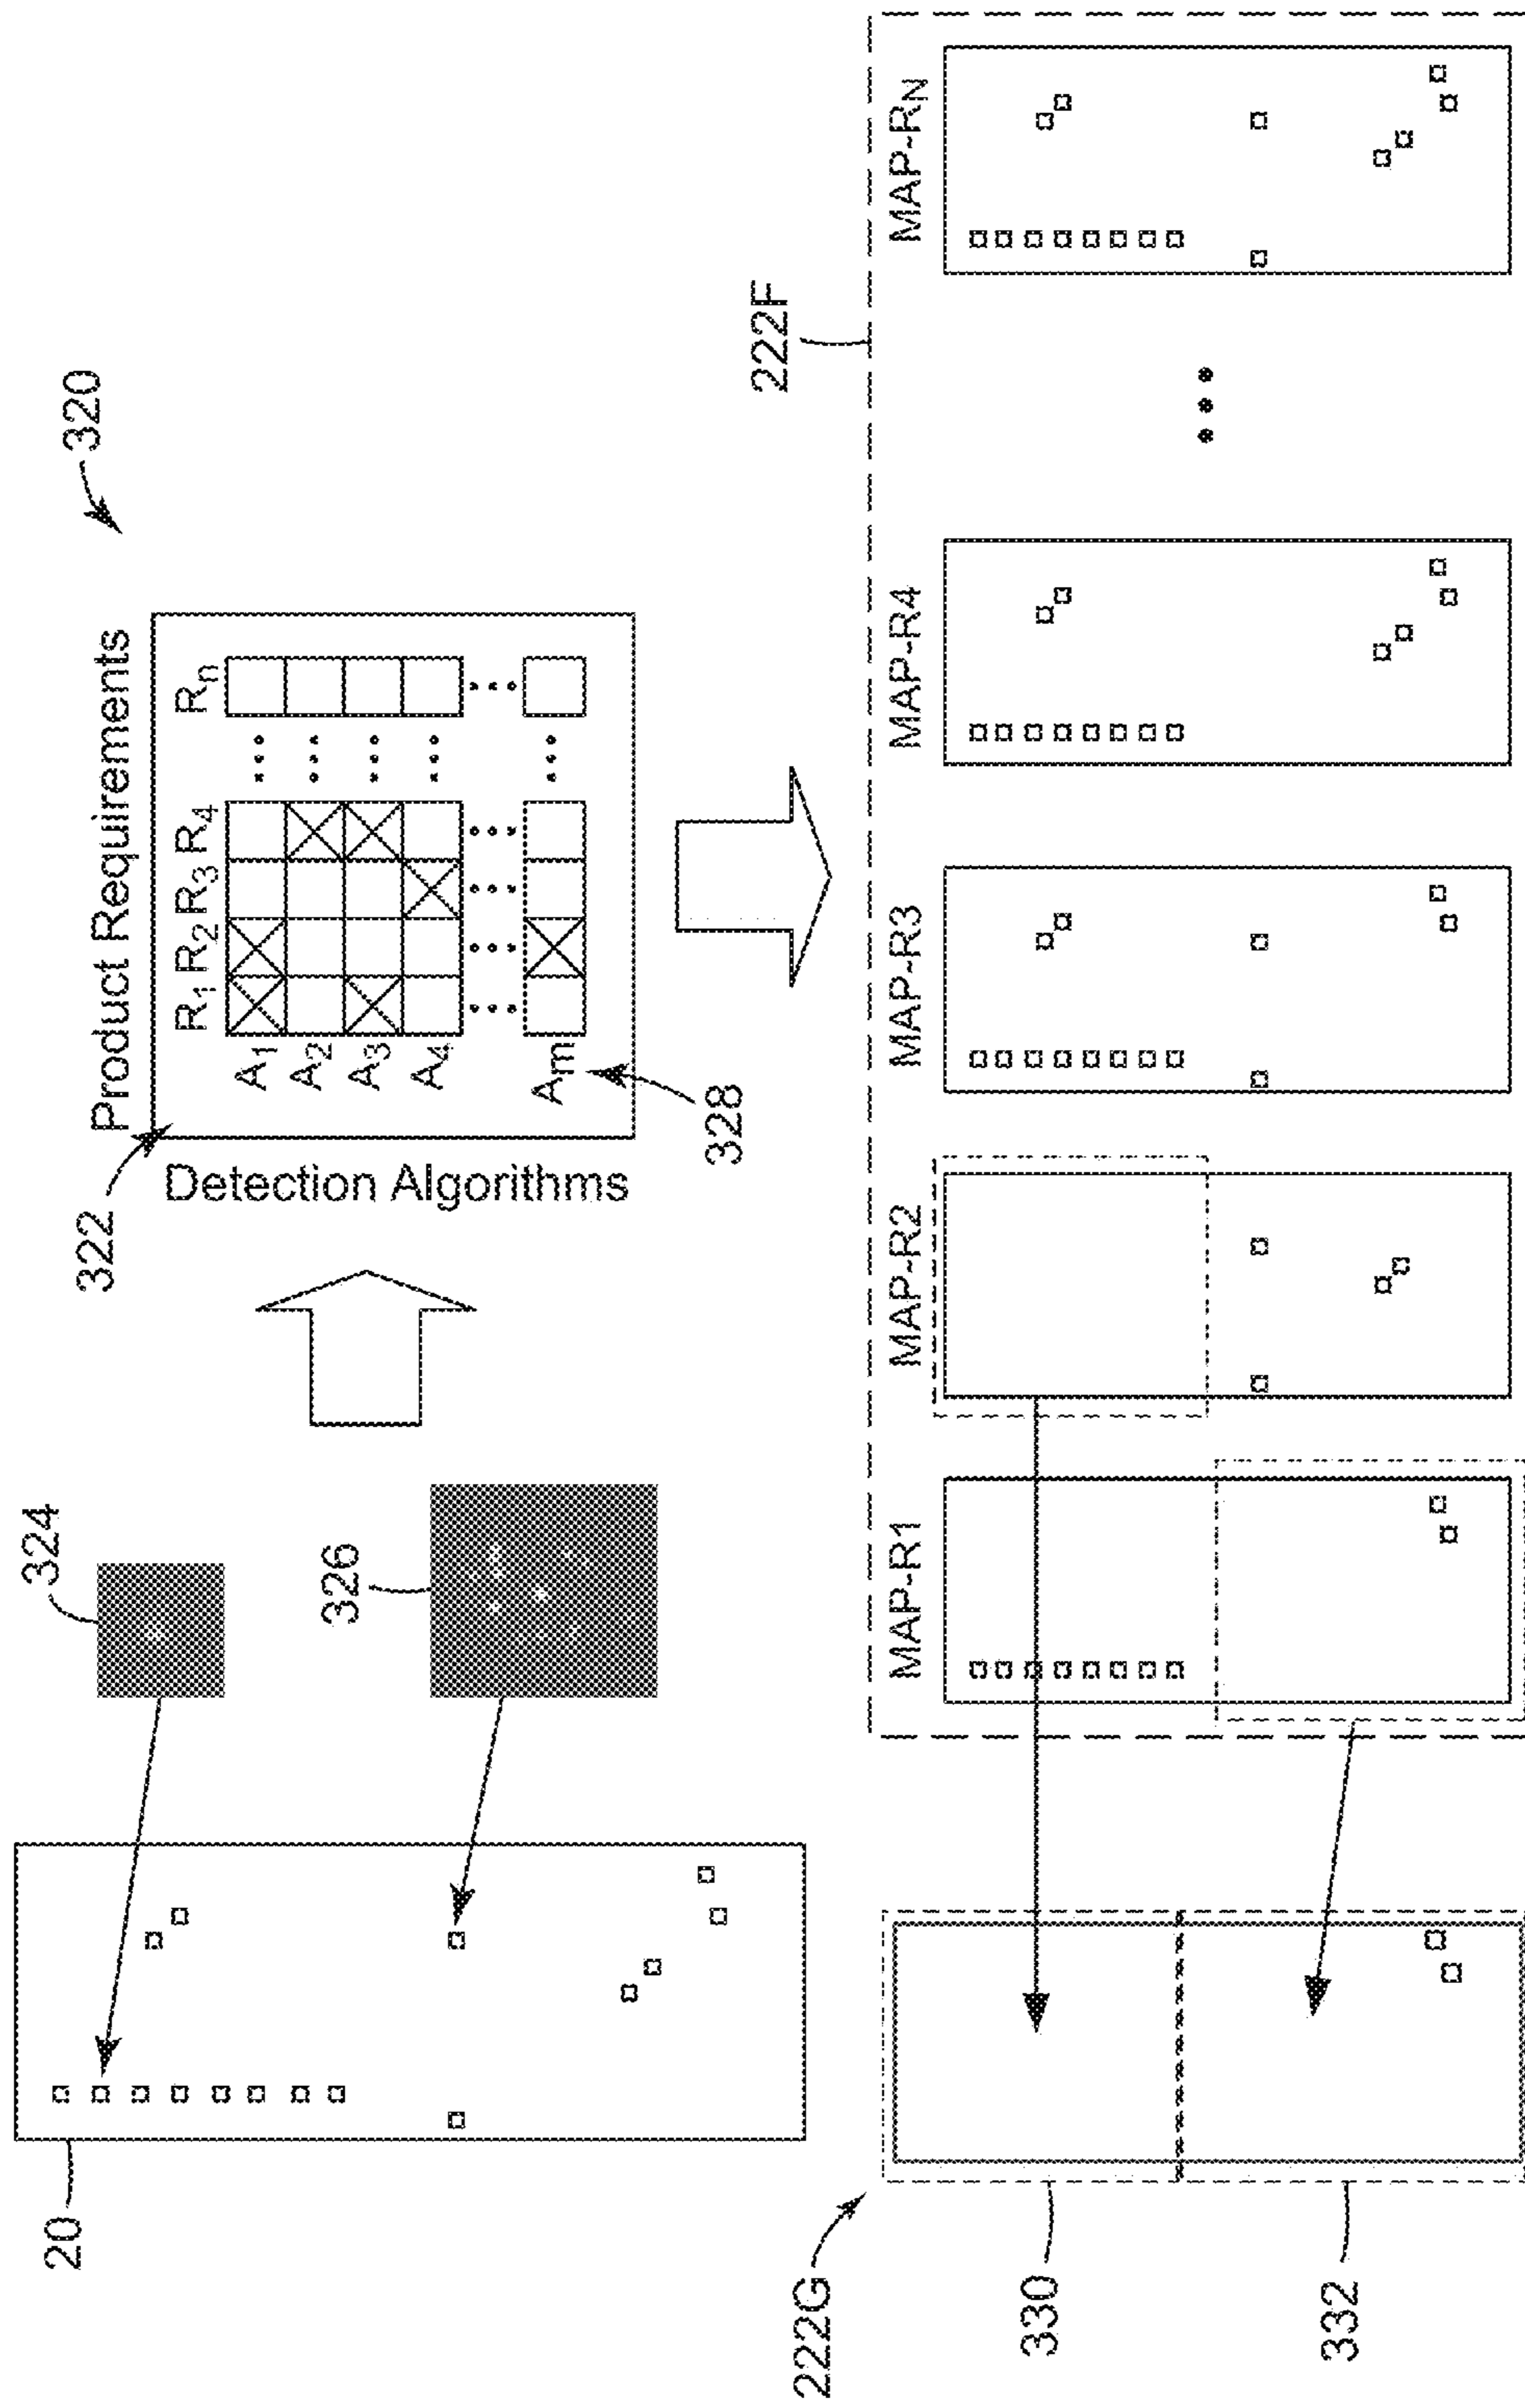 320
322
Product Requirements
R1 R2 R3 R4 Rn
A1
A2
A3
A4
Am
Detection Algorithms
328
324
326
20
222F
MAP-R1
MAP-R2
MAP-R3
MAP-R4
MAP-RN
222G
330
332